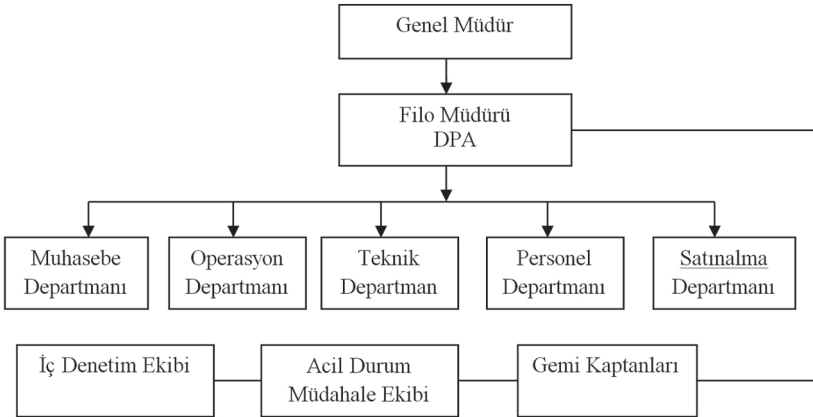 Genel Müdür
Filo Müdürü
DPA
Muhasebe
Departmanı
Operasyon
Departmanı
Teknik
Departman
Personel
Departmanı
Satınalma
Departmanı
İç Denetim Ekibi
Acil Durum
Müdahale Ekibi
Gemi Kaptanları